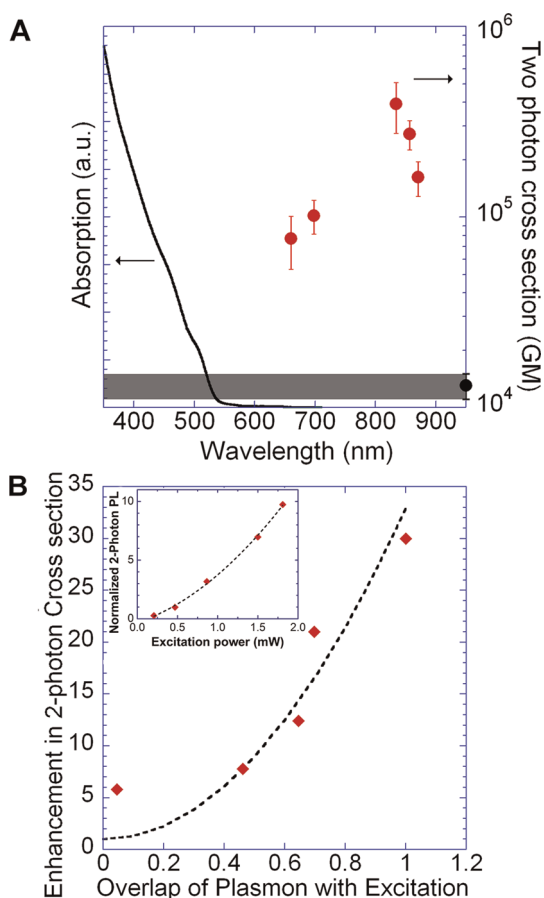 A
Absorption (a.u.)
Two photon cross section (GM)
10^6
10^5
10^4
400 500 600 700 800 900
Wavelength (nm)
B
Enhancement in 2-photon Cross section
35
30
25
20
15
10
5
0
Normalized 2-Photon PL
10
5
0
0.0 0.5 1.0 1.5 2.0
Excitation power (mW)
0 0.2 0.4 0.6 0.8 1 1.2
Overlap of Plasmon with Excitation